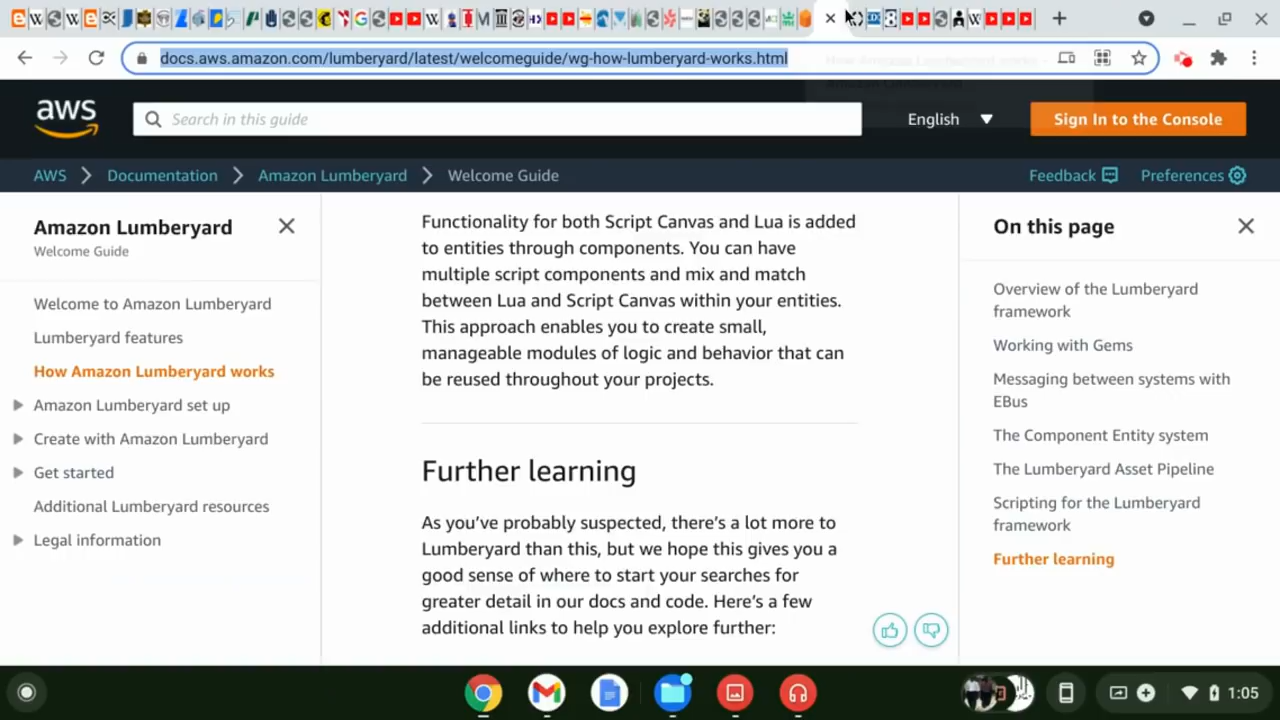 docs.aws.amazon.com/lumberyard/latest/welcomeguide/wg-how-lumberyard-works.html
aws
Search in this guide
English
Sign In to the Console
AWS
Documentation
Amazon Lumberyard
Welcome Guide
Feedback
Preferences
Amazon Lumberyard
Welcome Guide
Welcome to Amazon Lumberyard
Lumberyard features
How Amazon Lumberyard works
Amazon Lumberyard set up
Create with Amazon Lumberyard
Get started
Additional Lumberyard resources
Legal information
Functionality for both Script Canvas and Lua is added
to entities through components. You can have
multiple script components and mix and match
between Lua and Script Canvas within your entities.
This approach enables you to create small,
manageable modules of logic and behavior that can
be reused throughout your projects.
Further learning
As you’ve probably suspected, there’s a lot more to
Lumberyard than this, but we hope this gives you a
good sense of where to start your searches for
greater detail in our docs and code. Here’s a few
additional links to help you explore further:
On this page
Overview of the Lumberyard
framework
Working with Gems
Messaging between systems with
EBus
The Component Entity system
The Lumberyard Asset Pipeline
Scripting for the Lumberyard
framework
Further learning
1:05